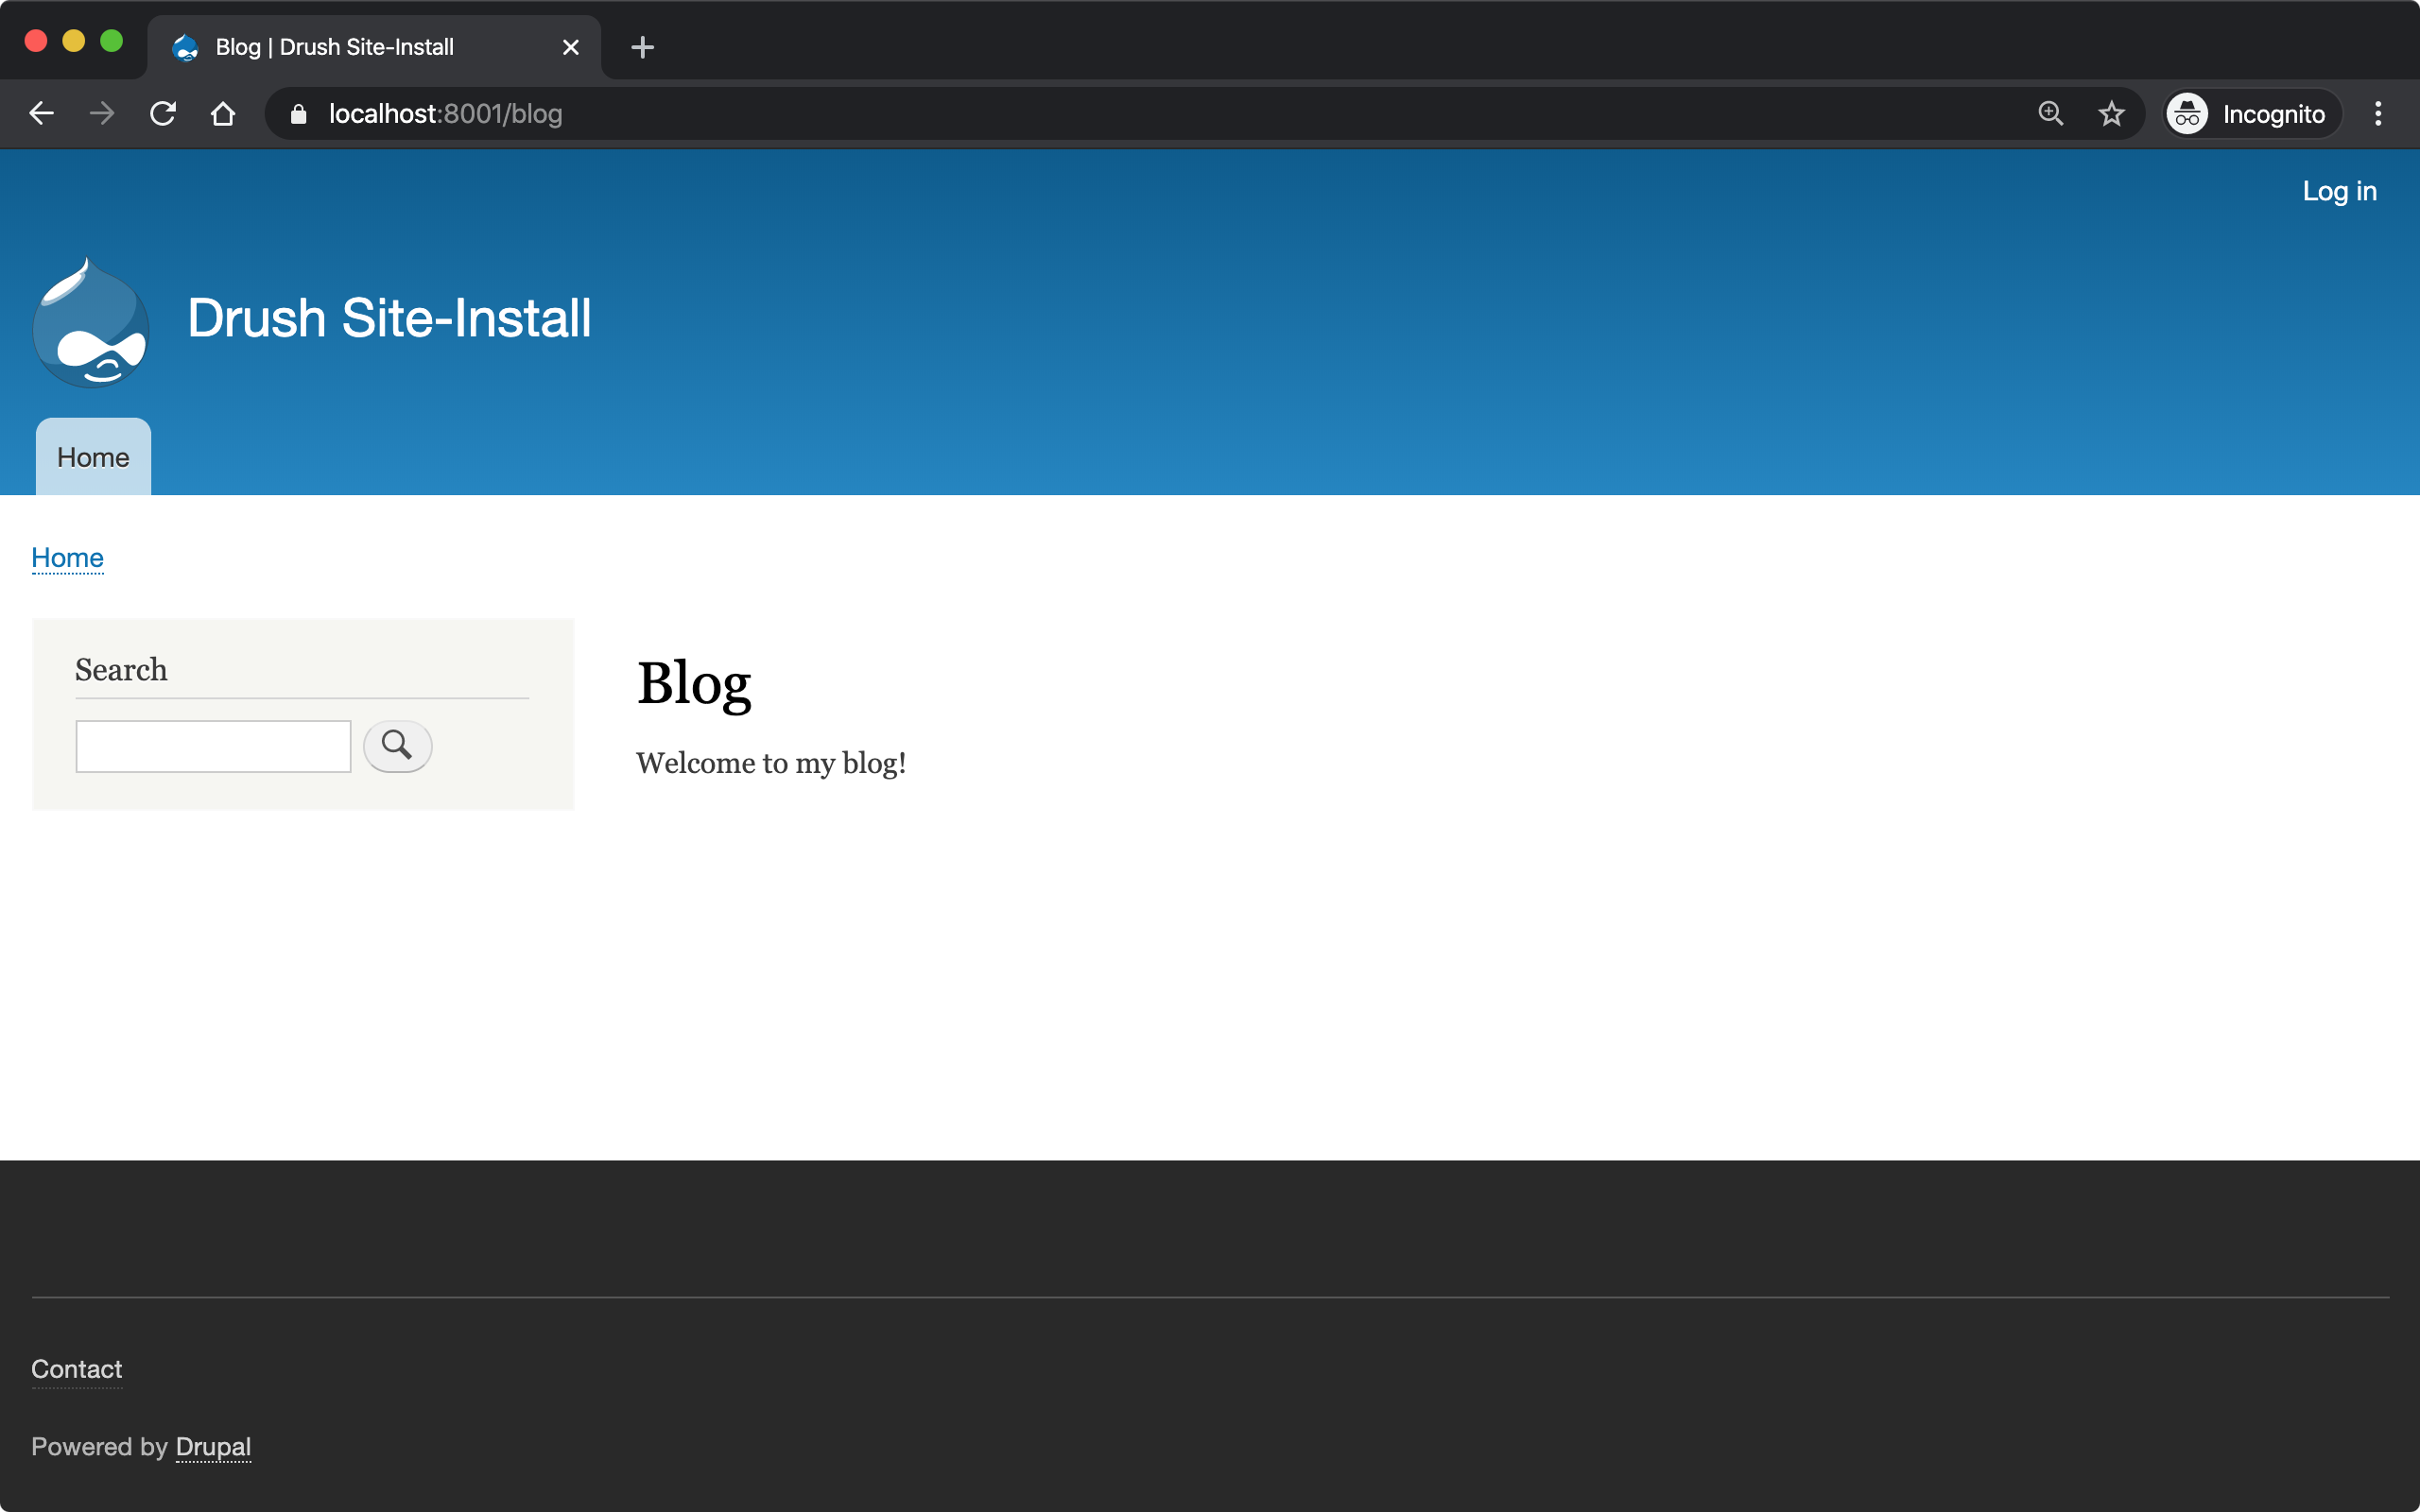 Blog | Drush Site-Install
localhost:8001/blog
Incognito
Log in
Drush Site-Install
Home
Home
Search
Blog
Welcome to my blog!
Contact
Powered by Drupal